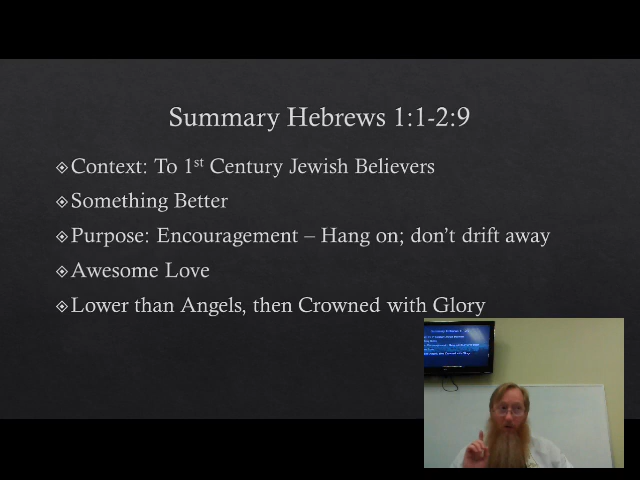 Summary Hebrews 1:1-2:9
Context: To 1st Century Jewish Believers
Something Better
Purpose: Encouragement – Hang on; don't drift away
Awesome Love
Lower than Angels, then Crowned with Glory